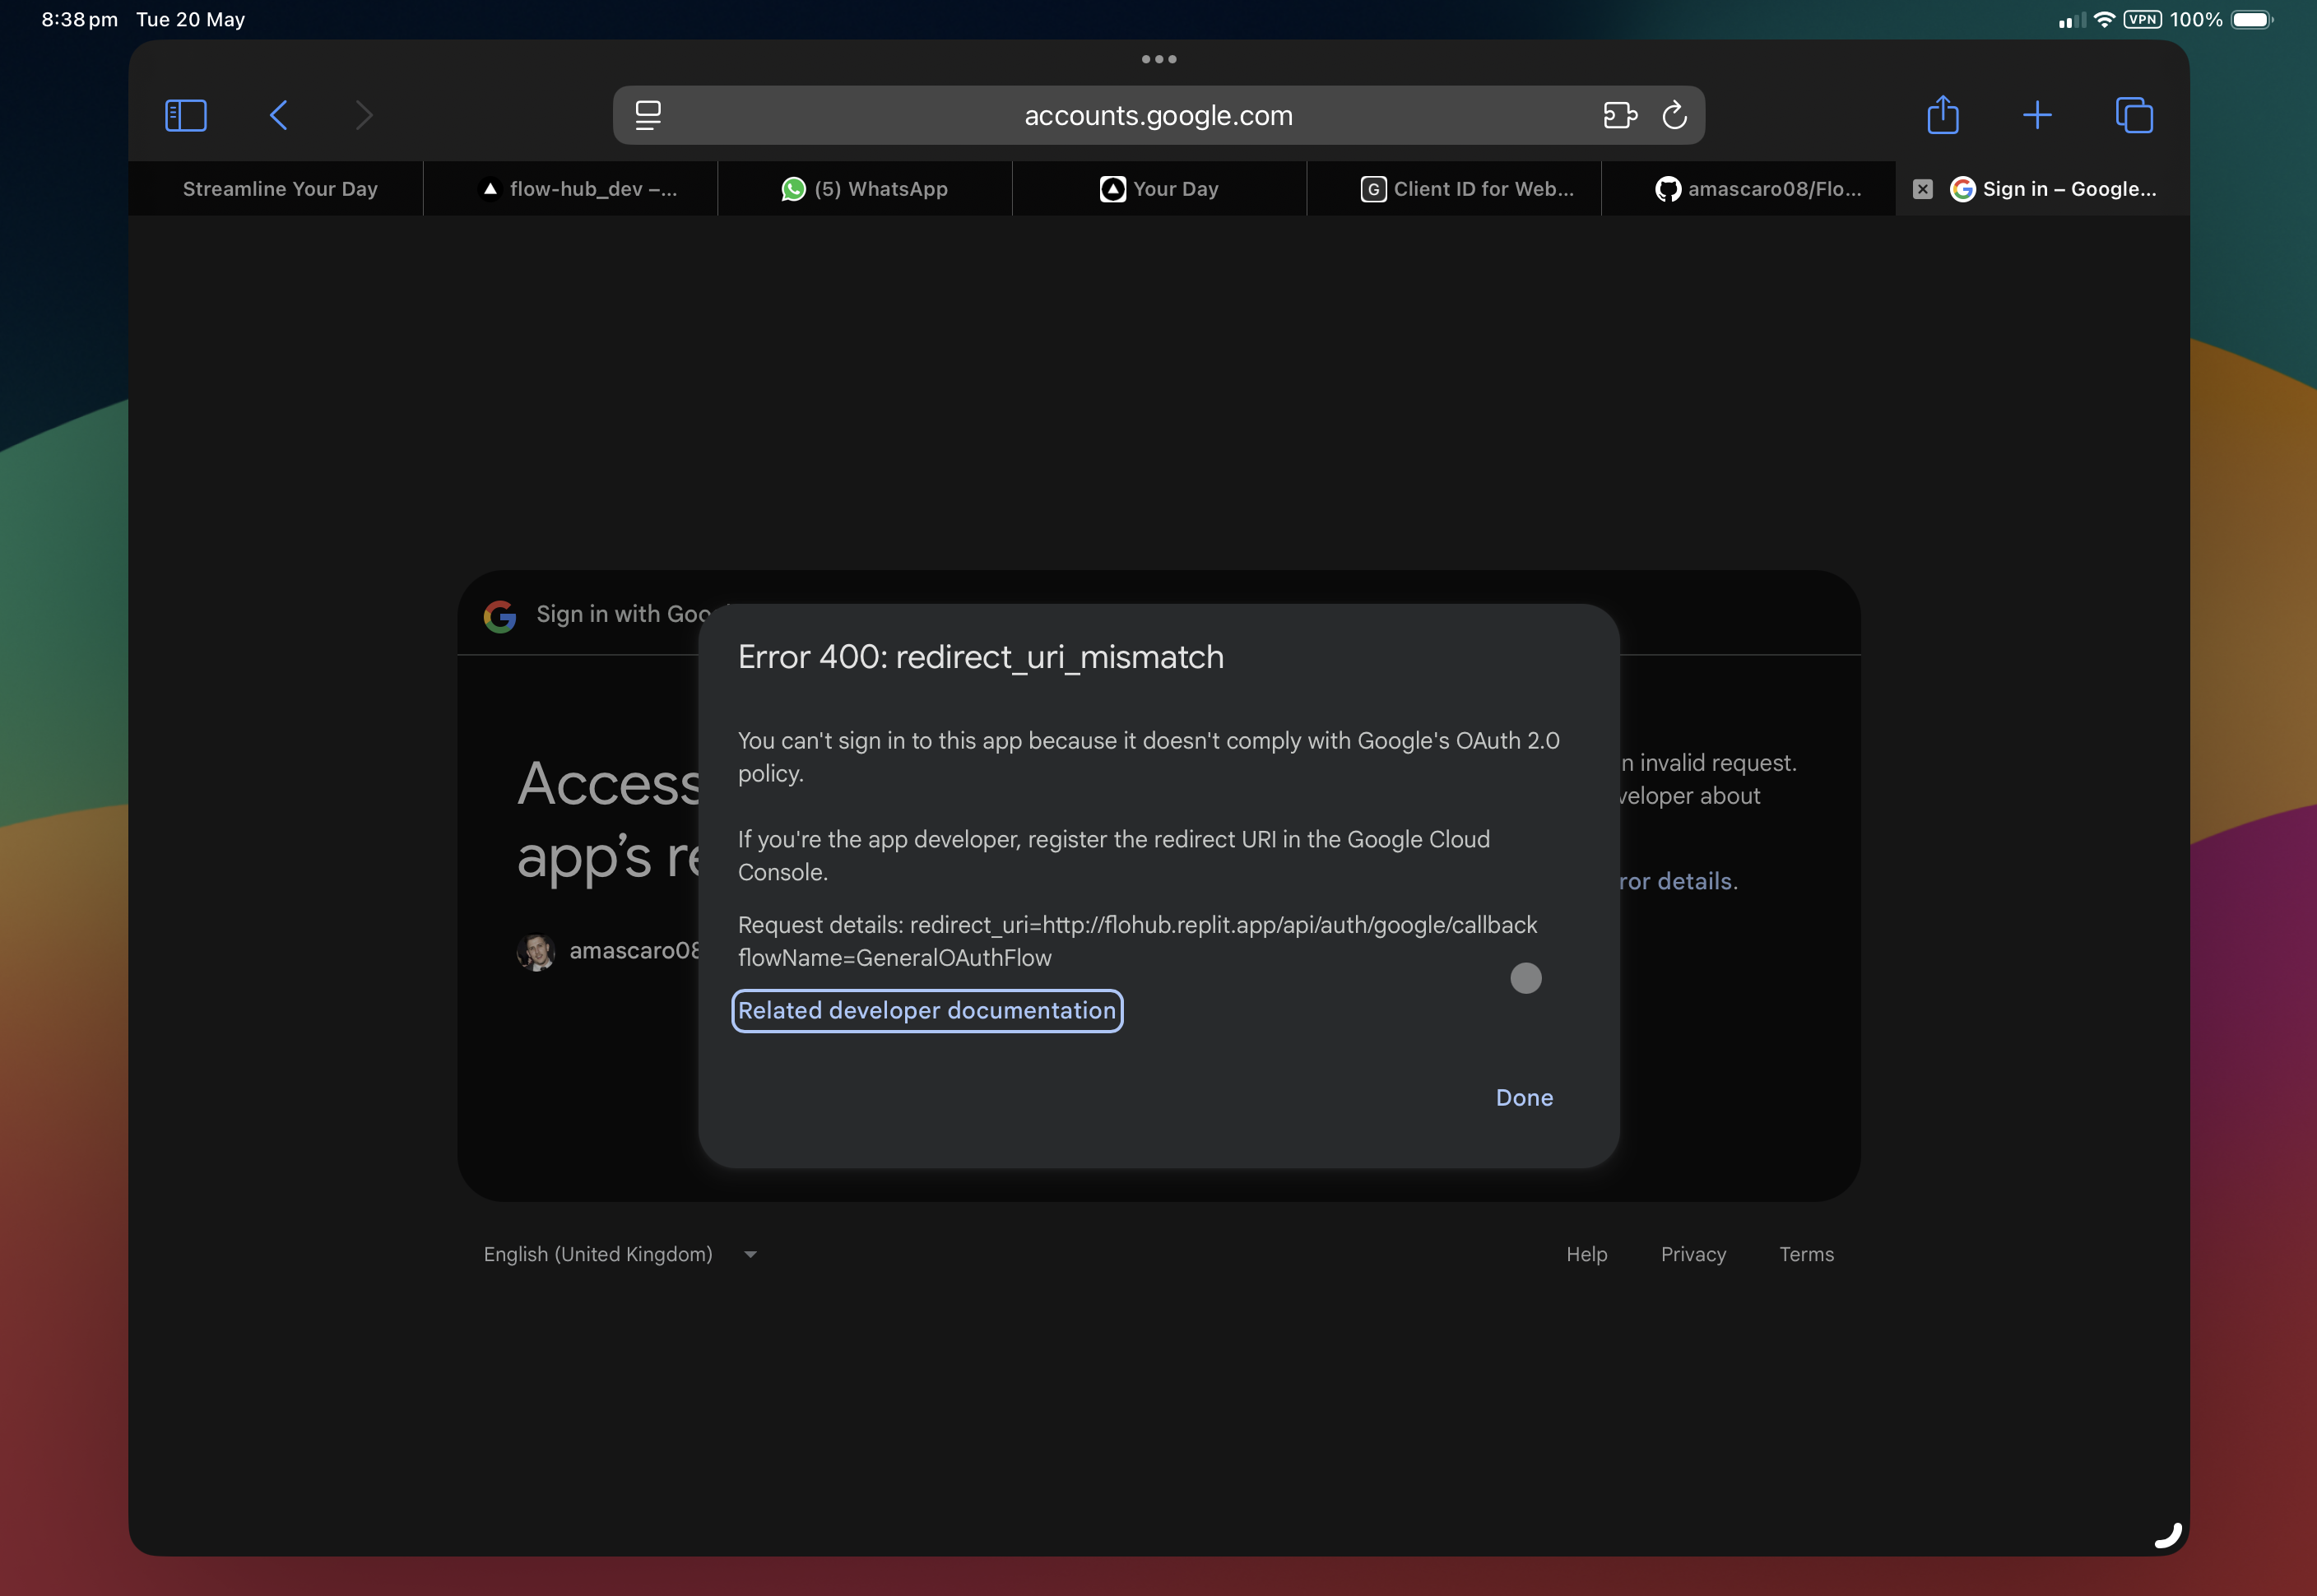 8:38 pm Tue 20 May
VPN 100%
accounts.google.com
Streamline Your Day
flow-hub_dev –...
(5) WhatsApp
Your Day
G Client ID for Web...
amascaro08/Flo...
Sign in – Google...
Sign in with Goo
Access
app's re
amascaro08
n invalid request.
veloper about
ror details.
Error 400: redirect_uri_mismatch
You can't sign in to this app because it doesn't comply with Google's OAuth 2.0
policy.
If you're the app developer, register the redirect URI in the Google Cloud
Console.
Request details: redirect_uri=http://flohub.replit.app/api/auth/google/callback
flowName=GeneralOAuthFlow
Related developer documentation
Done
English (United Kingdom)
Help Privacy Terms